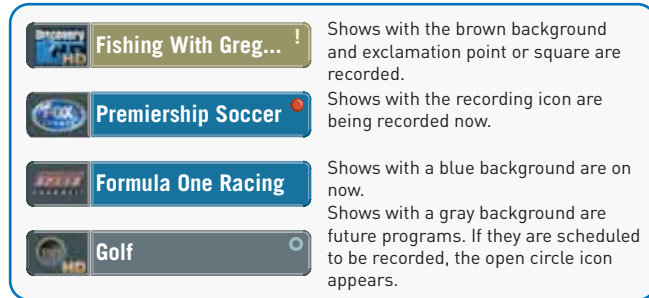 Discovery
HD
Fishing With Greg... !
Shows with the brown background
and exclamation point or square are
recorded.
FOX
Premiership Soccer
Shows with the recording icon are
being recorded now.
SPEED
CHANNEL
Formula One Racing
Shows with a blue background are on
now.
HD
Golf
Shows with a gray background are
future programs. If they are scheduled
to be recorded, the open circle icon
appears.